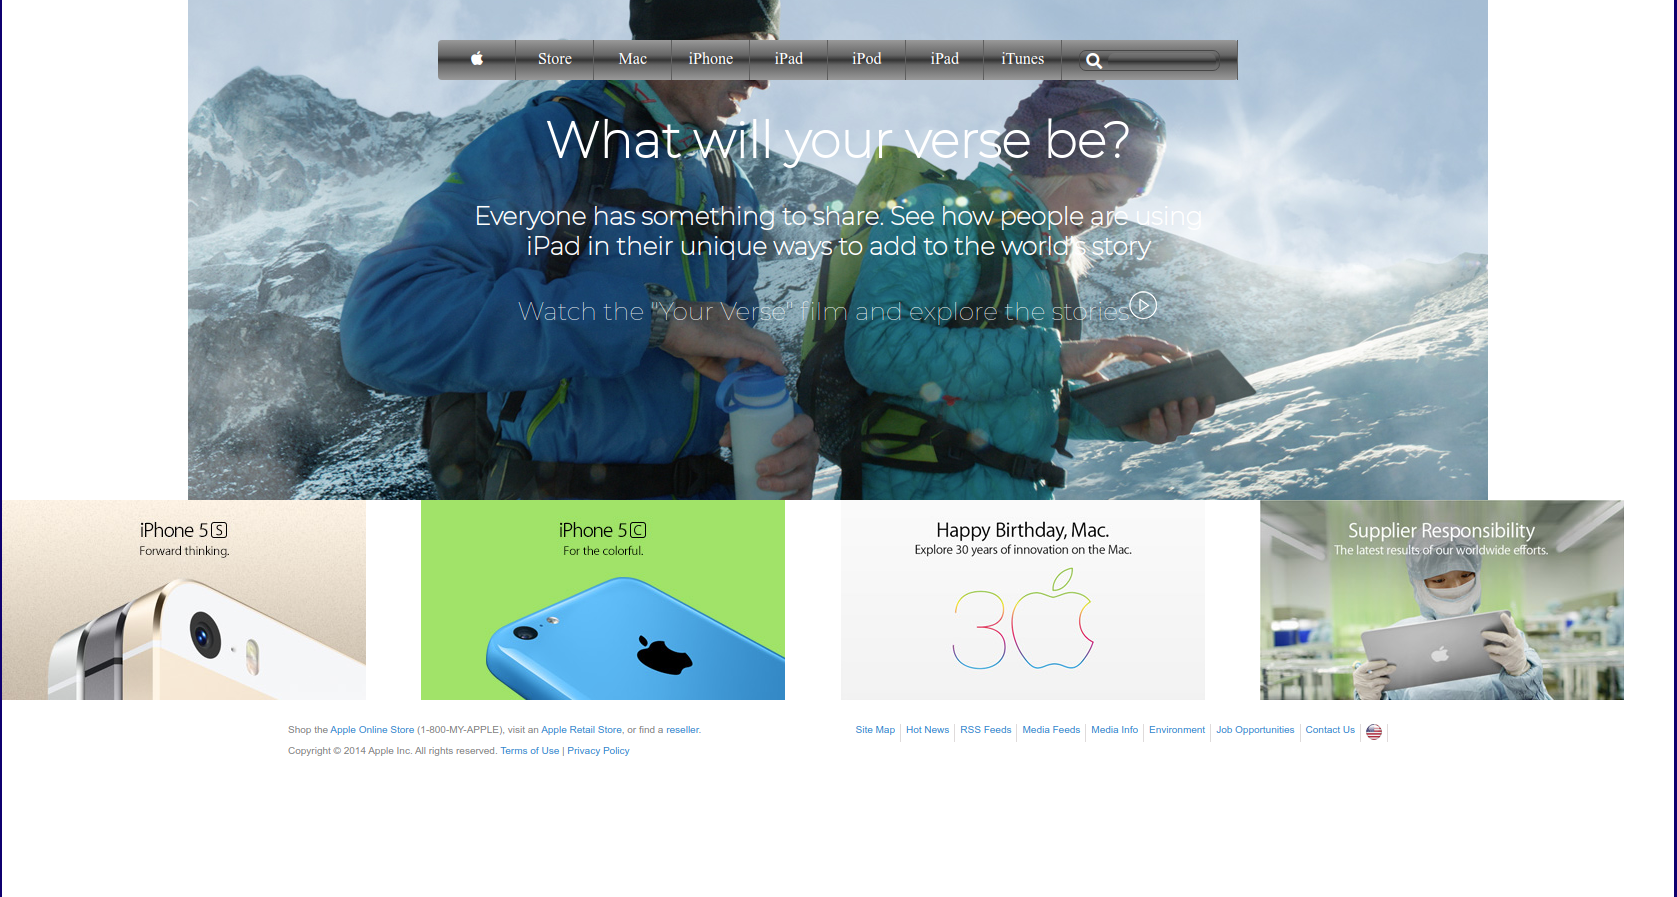 Store Mac iPhone iPad iPod iPad iTunes
What will your verse be?
Everyone has something to share. See how people are using
iPad in their unique ways to add to the world's story
Watch the "Your Verse" film and explore the stories
iPhone 5S
Forward thinking.
iPhone 5C
For the colorful.
Happy Birthday, Mac.
Explore 30 years of innovation on the Mac.
30
Supplier Responsibility
The latest results of our worldwide efforts.
Shop the Apple Online Store (1-800-MY-APPLE), visit an Apple Retail Store, or find a reseller.
Copyright © 2014 Apple Inc. All rights reserved. Terms of Use | Privacy Policy
Site Map Hot News RSS Feeds Media Feeds Media Info Environment Job Opportunities Contact Us